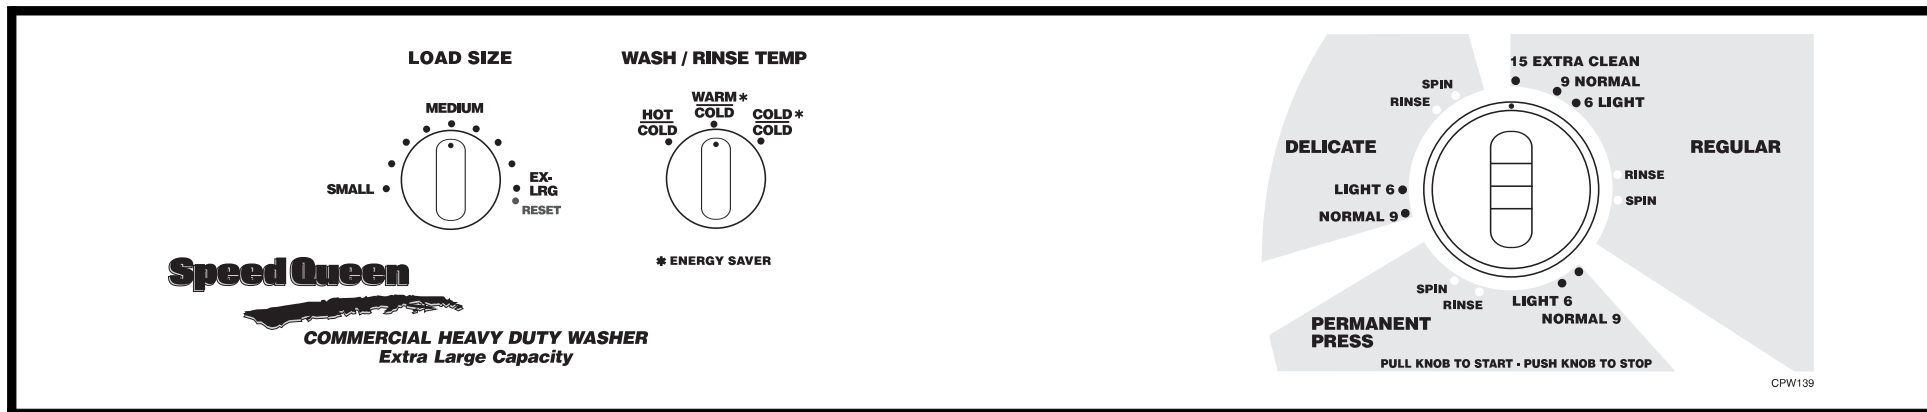 LOAD SIZE
MEDIUM
SMALL
EX-
LRG
RESET
WASH / RINSE TEMP
HOT
COLD
WARM*
COLD
COLD*
COLD
* ENERGY SAVER
Speed Queen
COMMERCIAL HEAVY DUTY WASHER
Extra Large Capacity
15 EXTRA CLEAN
9 NORMAL
6 LIGHT
REGULAR
RINSE
SPIN
LIGHT 6
NORMAL 9
PERMANENT
PRESS
RINSE
SPIN
DELICATE
NORMAL 9
LIGHT 6
RINSE
SPIN
PULL KNOB TO START - PUSH KNOB TO STOP
CPW139